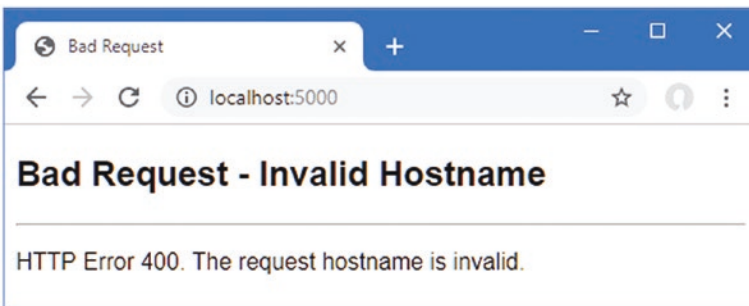 Bad Request
localhost:5000
Bad Request - Invalid Hostname
HTTP Error 400. The request hostname is invalid.